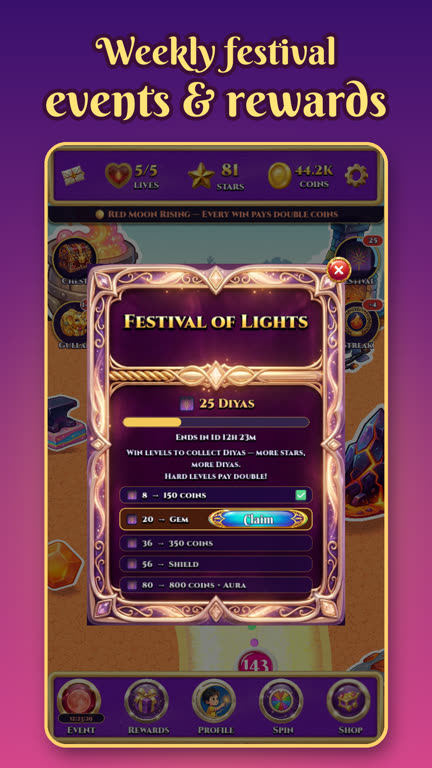 Weekly festival
events & rewards
5/5
LIVES
81
STARS
44.2K
COINS
RED MOON RISING — EVERY WIN PAYS DOUBLE COINS
25
FESTIVAL OF LIGHTS
25 DIYAS
ENDS IN 1D 12H 23M
WIN LEVELS TO COLLECT DIYAS — MORE STARS,
MORE DIYAS.
HARD LEVELS PAY DOUBLE!
8 → 150 COINS
20 → GEM
Claim
36 → 350 COINS
56 → SHIELD
80 → 800 COINS + AURA
143
EVENT
REWARDS
PROFILE
SPIN
SHOP